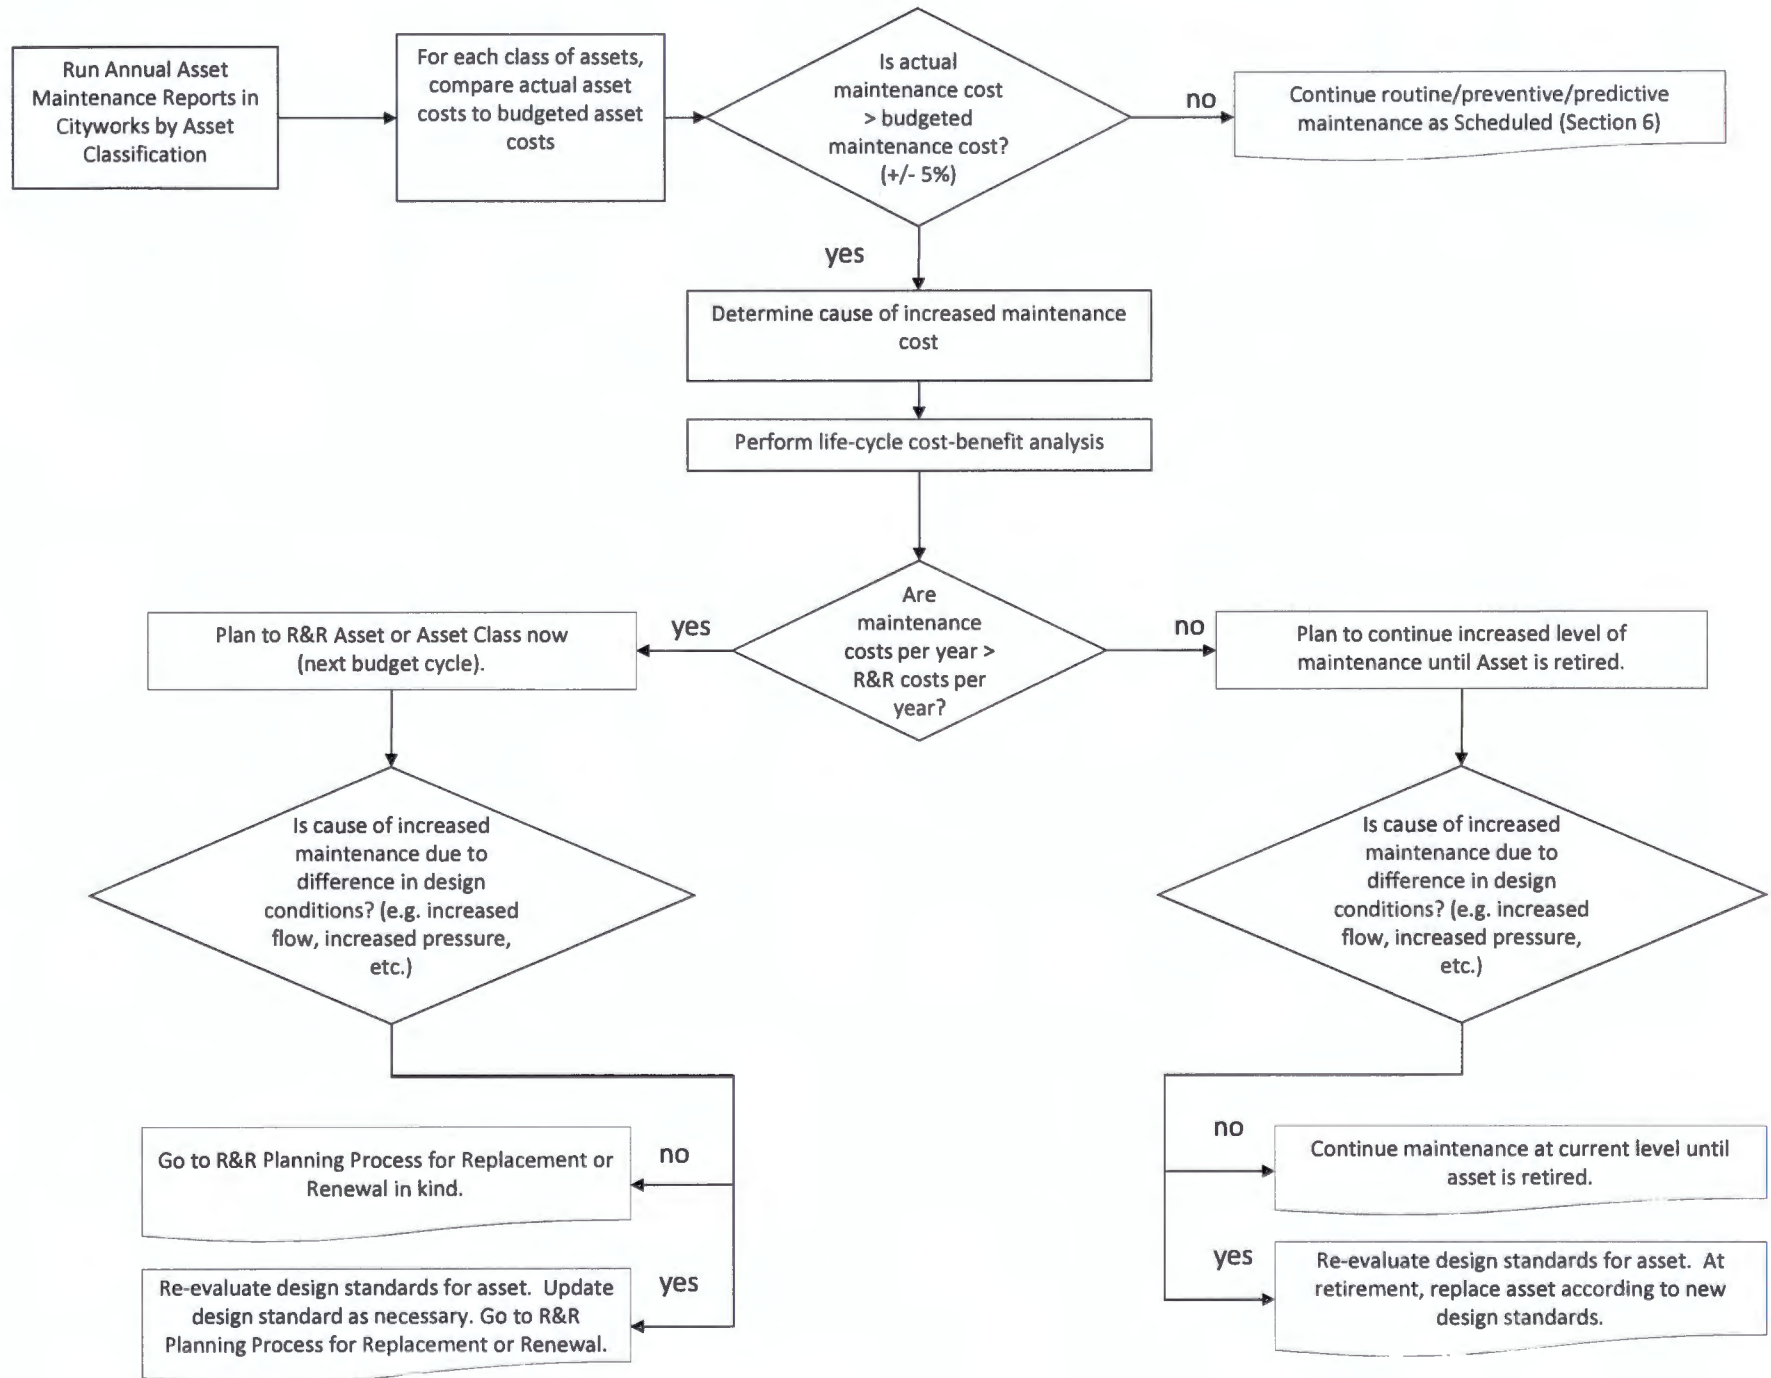 Run Annual Asset
Maintenance Reports in
Cityworks by Asset
Classification
For each class of assets,
compare actual asset
costs to budgeted asset
costs
Is actual
maintenance cost
> budgeted
maintenance cost?
(+/- 5%)
no
Continue routine/preventive/predictive
maintenance as Scheduled (Section 6)
yes
Determine cause of increased maintenance
cost
Perform life-cycle cost-benefit analysis
Are
maintenance
costs per year >
R&R costs per
year?
yes
Plan to R&R Asset or Asset Class now
(next budget cycle).
no
Plan to continue increased level of
maintenance until Asset is retired.
Is cause of increased
maintenance due to
difference in design
conditions? (e.g. increased
flow, increased pressure,
etc.)
Is cause of increased
maintenance due to
difference in design
conditions? (e.g. increased
flow, increased pressure,
etc.)
no
Go to R&R Planning Process for Replacement or
Renewal in kind.
yes
Re-evaluate design standards for asset. Update
design standard as necessary. Go to R&R
Planning Process for Replacement or Renewal.
no
Continue maintenance at current level until
asset is retired.
yes
Re-evaluate design standards for asset. At
retirement, replace asset according to new
design standards.